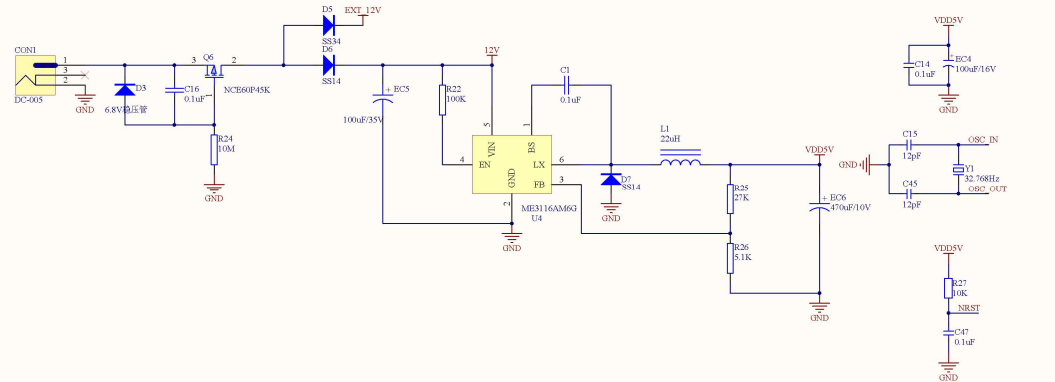 CON1
1
3
2
DC-005
GND
D3
6.8V稳压管
C16
0.1uF
Q6
3
2
1
NCE60P45K
R24
10M
GND
D5
SS34
EXT_12V
D6
SS14
EC5
+
100uF/35V
R22
100K
12V
5
VIN
4
EN
GND
2
1
BS
LX
6
FB
3
ME3116AM6G
U4
GND
C1
0.1uF
D7
SS14
GND
L1
22uH
R25
27K
R26
5.1K
VDD5V
+
EC6
470uF/10V
GND
VDD5V
C14
0.1uF
+
EC4
100uF/16V
GND
C15
12pF
OSC_IN
GND
Y1
32.768Hz
C45
12pF
OSC_OUT
VDD5V
R27
10K
NRST
C47
0.1uF
GND